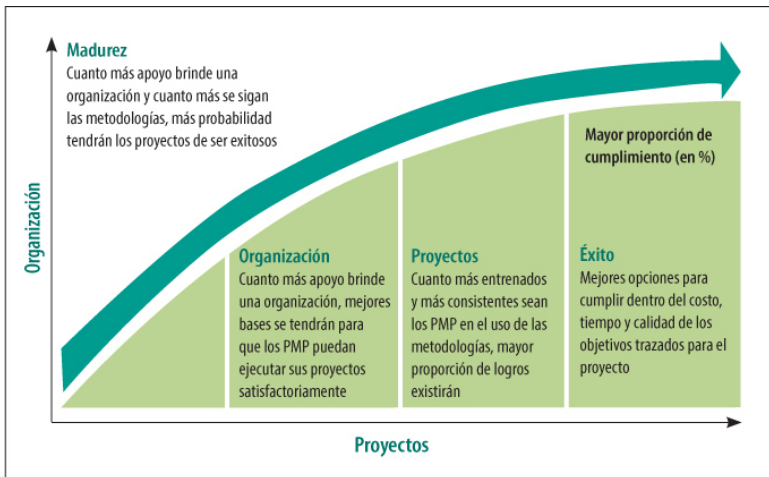 Madurez
Cuanto más apoyo brinde una
organización y cuanto más se sigan
las metodologías, más probabilidad
tendrán los proyectos de ser exitosos
Mayor proporción de
cumplimiento (en %)
Organización
Organización
Cuanto más apoyo brinde
una organización, mejores
bases se tendrán para
que los PMP puedan
ejecutar sus proyectos
satisfactoriamente
Proyectos
Cuanto más entrenados
y más consistentes sean
los PMP en el uso de las
metodologías, mayor
proporción de logros
existirán
Éxito
Mejores opciones para
cumplir dentro del costo,
tiempo y calidad de los
objetivos trazados para el
proyecto
Proyectos